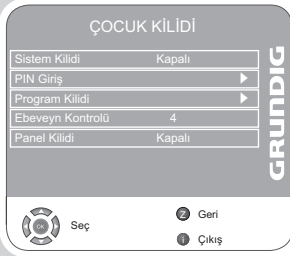 ÇOCUK KİLİDİ
Sistem Kilidi Kapalı
PIN Giriş
Program Kilidi
Ebeveyn Kontrolü 4
Panel Kilidi Kapalı
GRUNDIG
OK Seç
Z Geri
i Çıkış